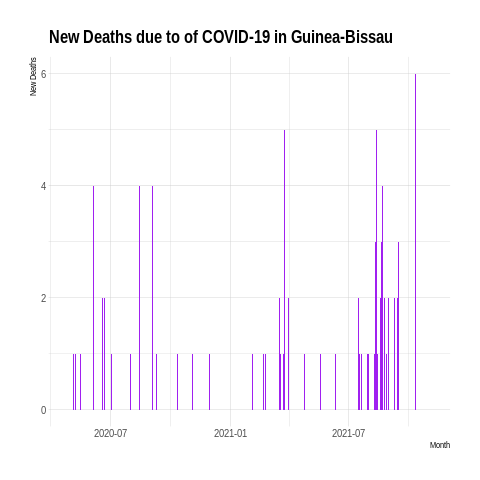 New Deaths due to of COVID-19 in Guinea-Bissau
New Deaths
6
4
2
0
2020-07
2021-01
2021-07
Month